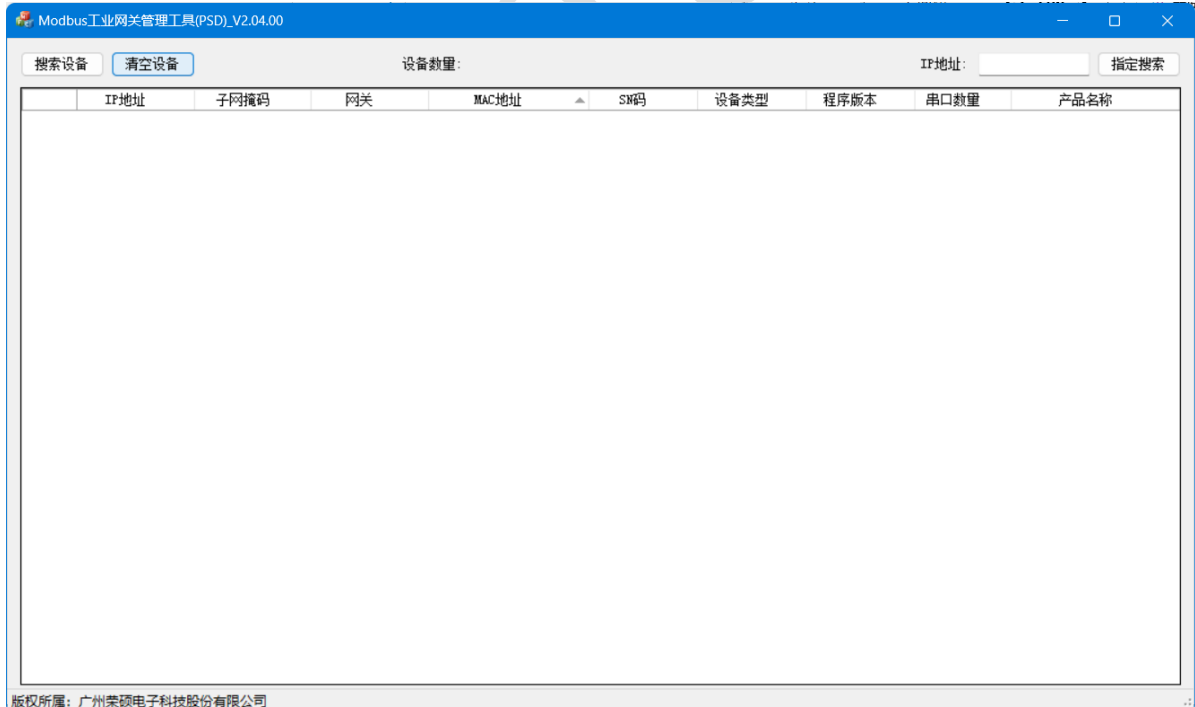 Modbus工业网关管理工具(PSD)_V2.04.00
搜索设备 清空设备 设备数量: IP地址: 指定搜索
IP地址 子网掩码 网关 MAC地址 SN码 设备类型 程序版本 串口数量 产品名称
版权所属：广州荣硕电子科技股份有限公司